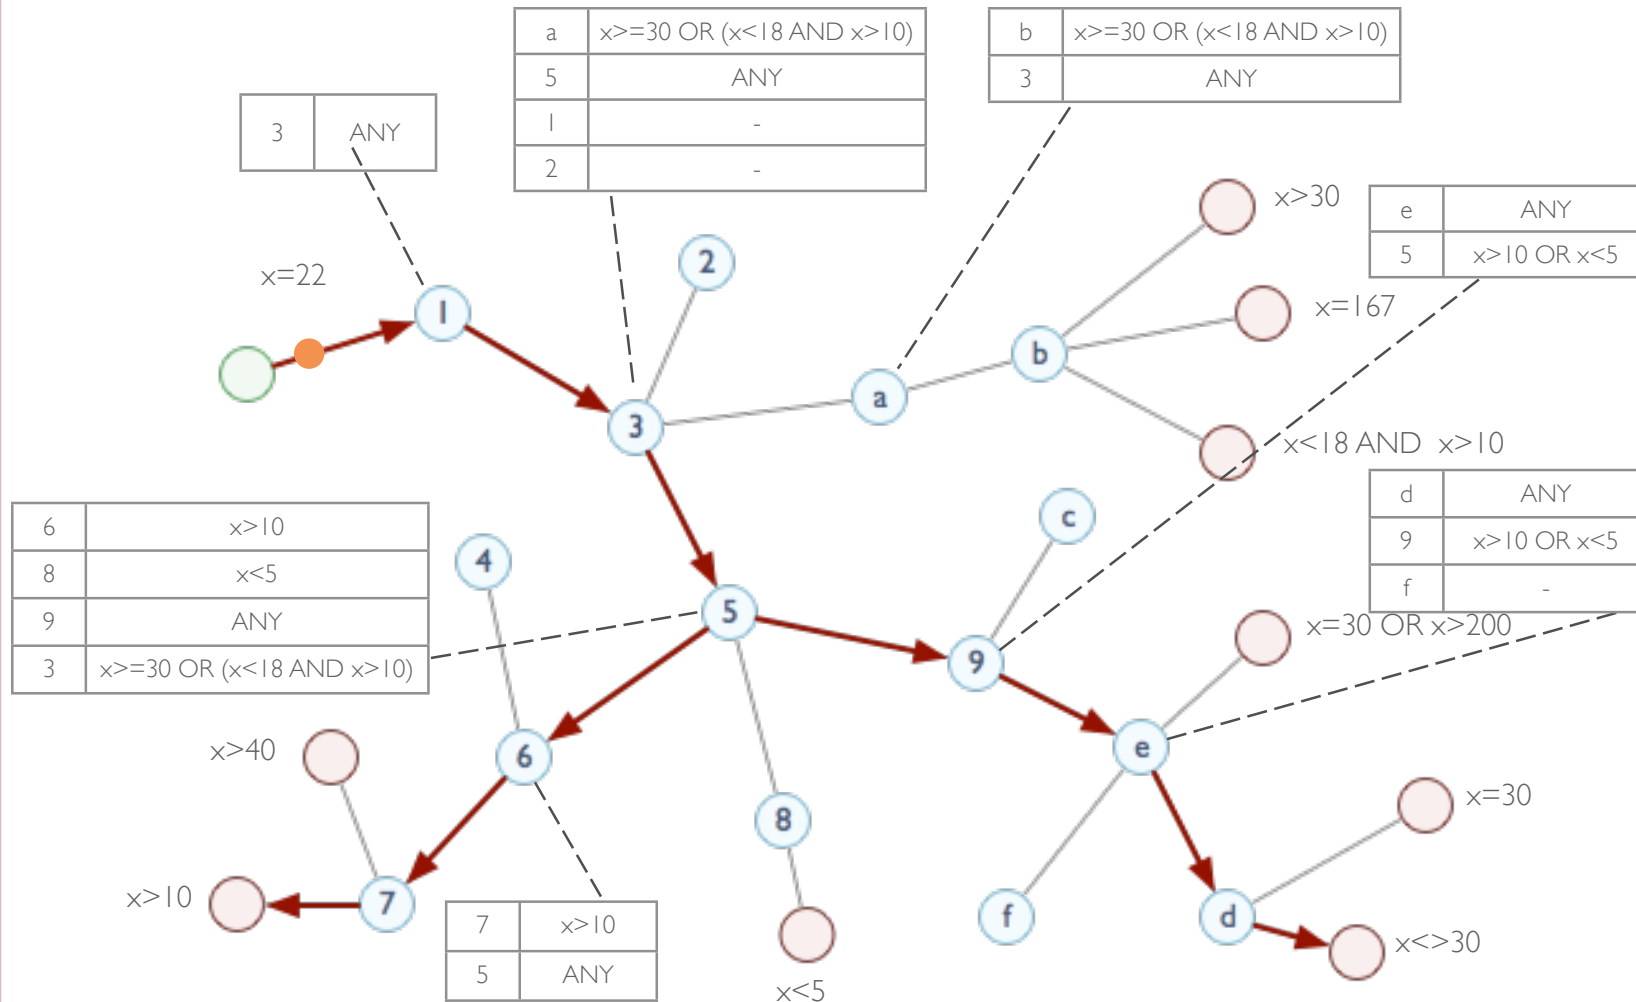 a x>=30 OR (x<18 AND x>10)
5 ANY
1 -
2 -
b x>=30 OR (x<18 AND x>10)
3 ANY
3 ANY
x>30
e ANY
5 x>10 OR x<5
2
x=22
1
x=167
b
a
3
x<18 AND x>10
d ANY
9 x>10 OR x<5
f -
6 x>10
8 x<5
9 ANY
3 x>=30 OR (x<18 AND x>10)
c
4
5
x=30 OR x>200
9
x>40
6
e
x=30
8
x>10
7
f
d
7 x>10
5 ANY
x<>30
x<5